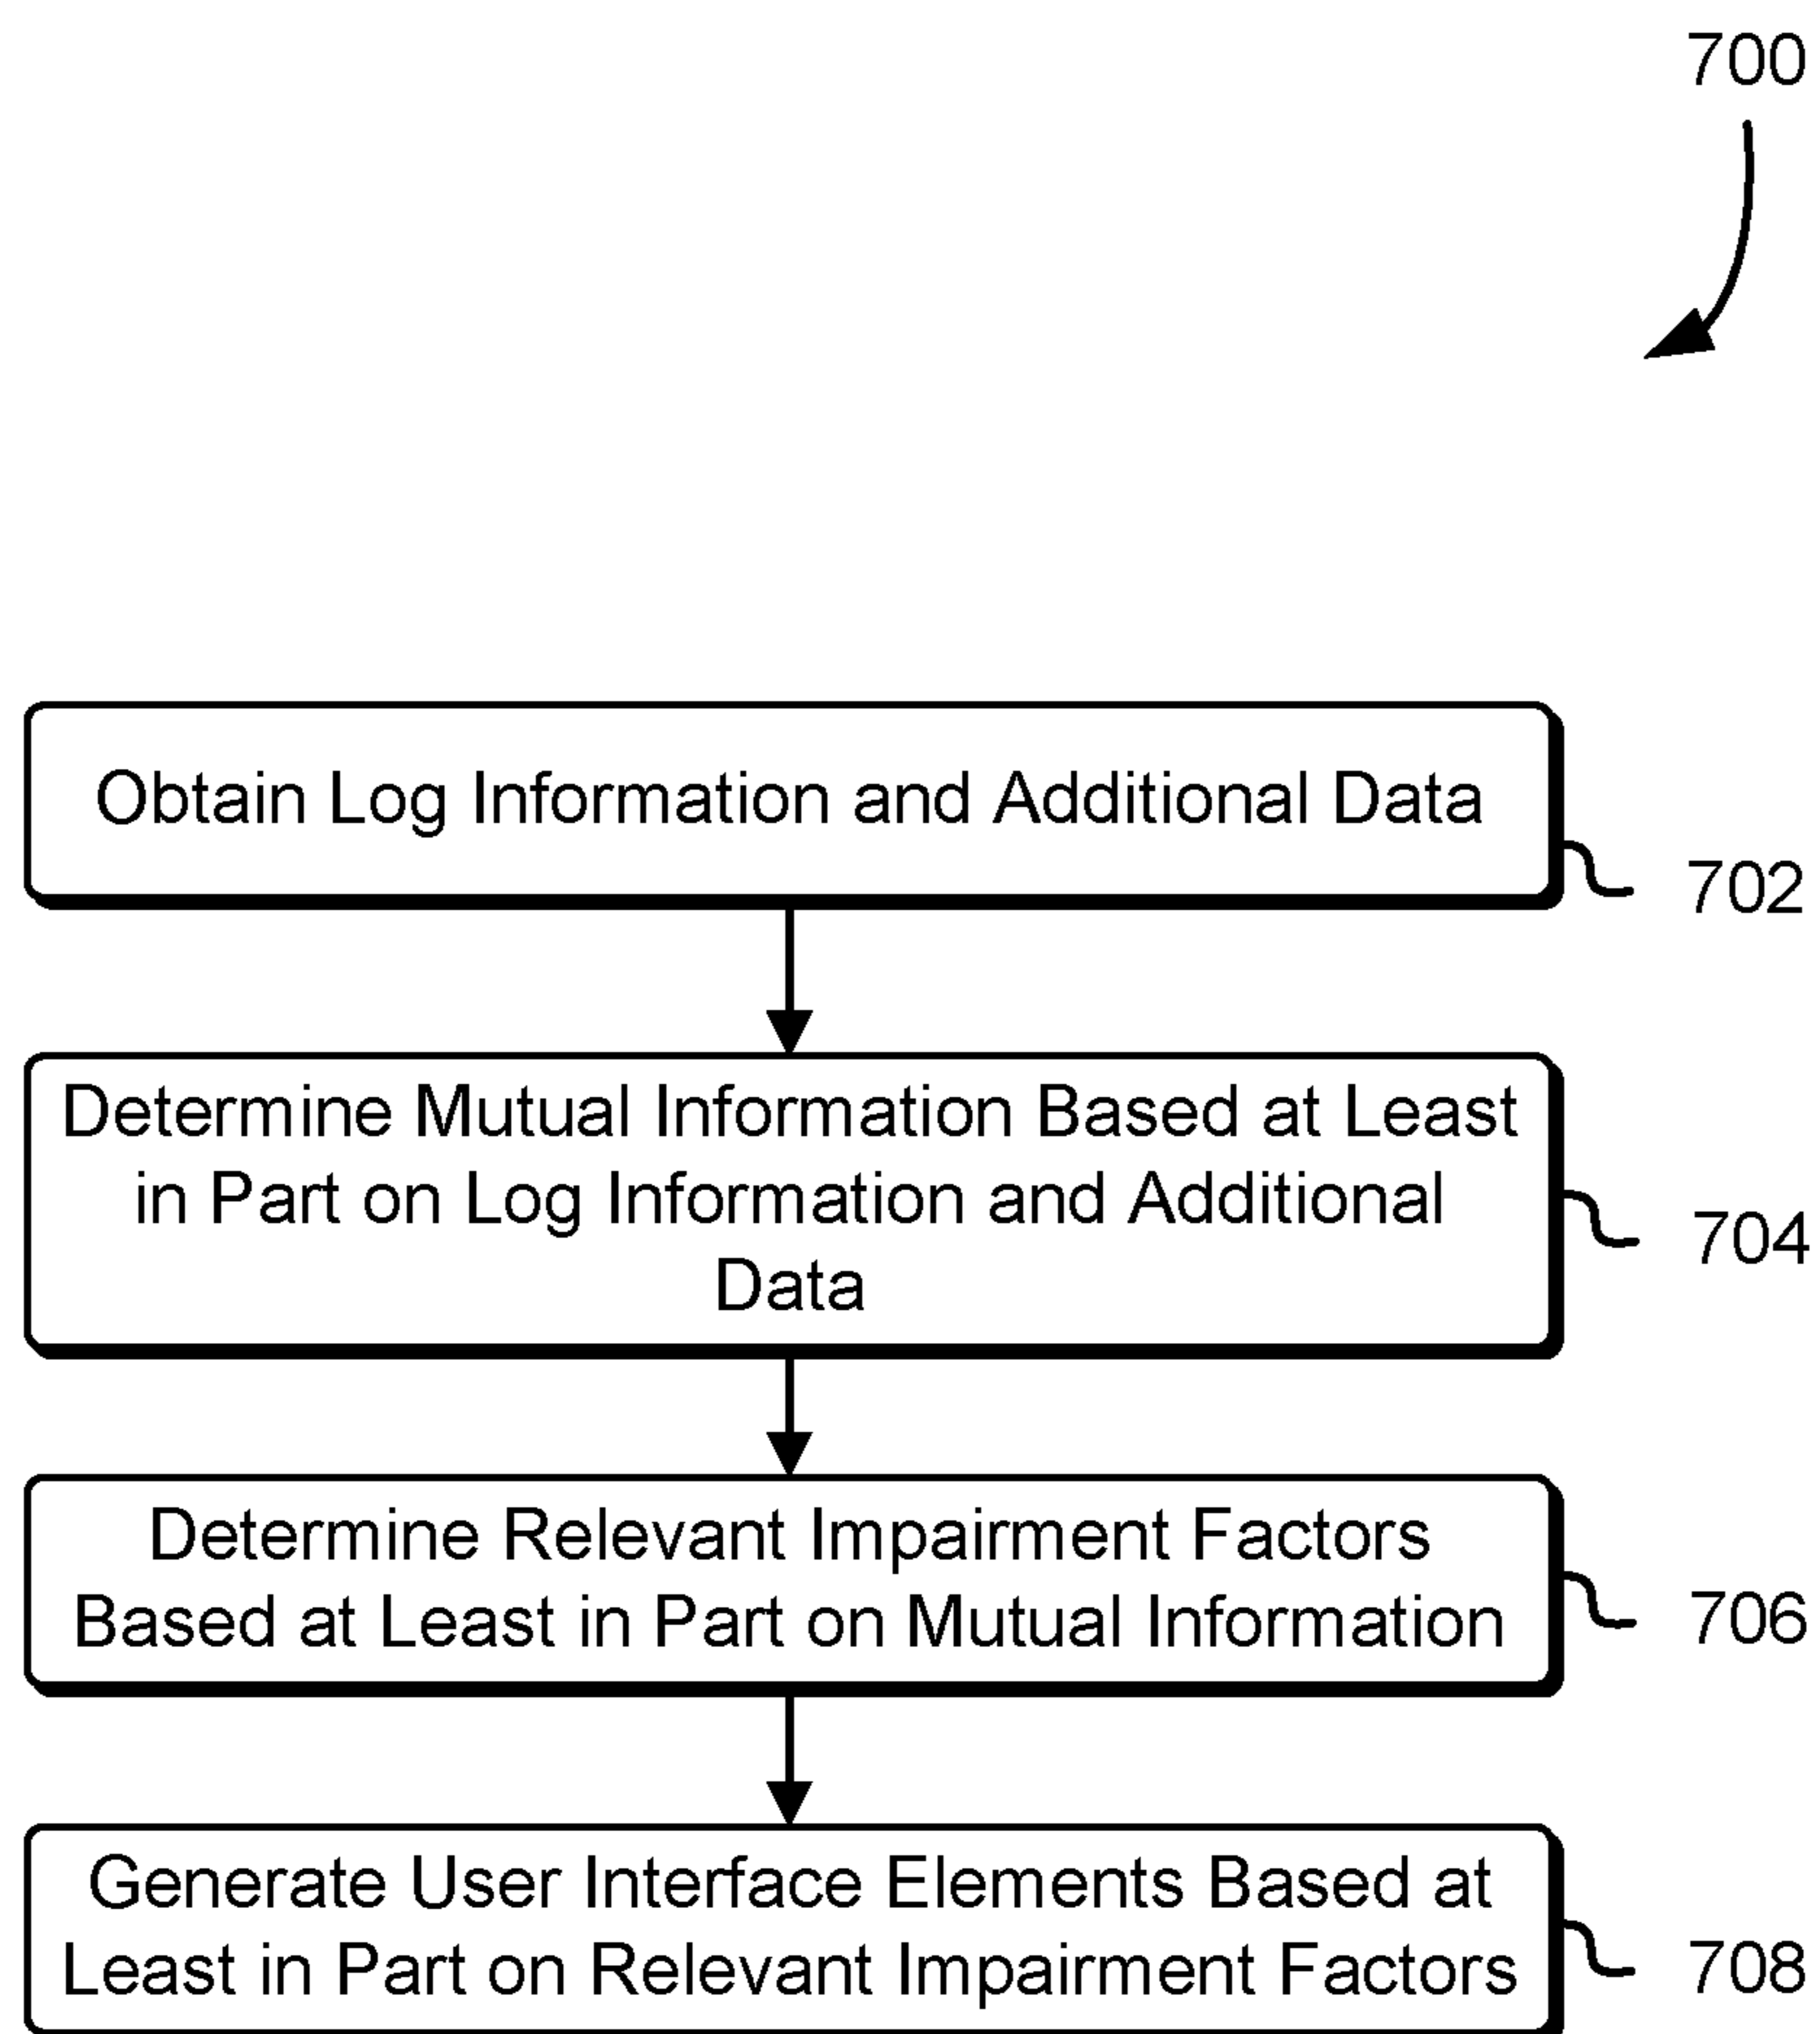 700
Obtain Log Information and Additional Data
702
Determine Mutual Information Based at Least
in Part on Log Information and Additional
Data
704
Determine Relevant Impairment Factors
Based at Least in Part on Mutual Information
706
Generate User Interface Elements Based at
Least in Part on Relevant Impairment Factors
708